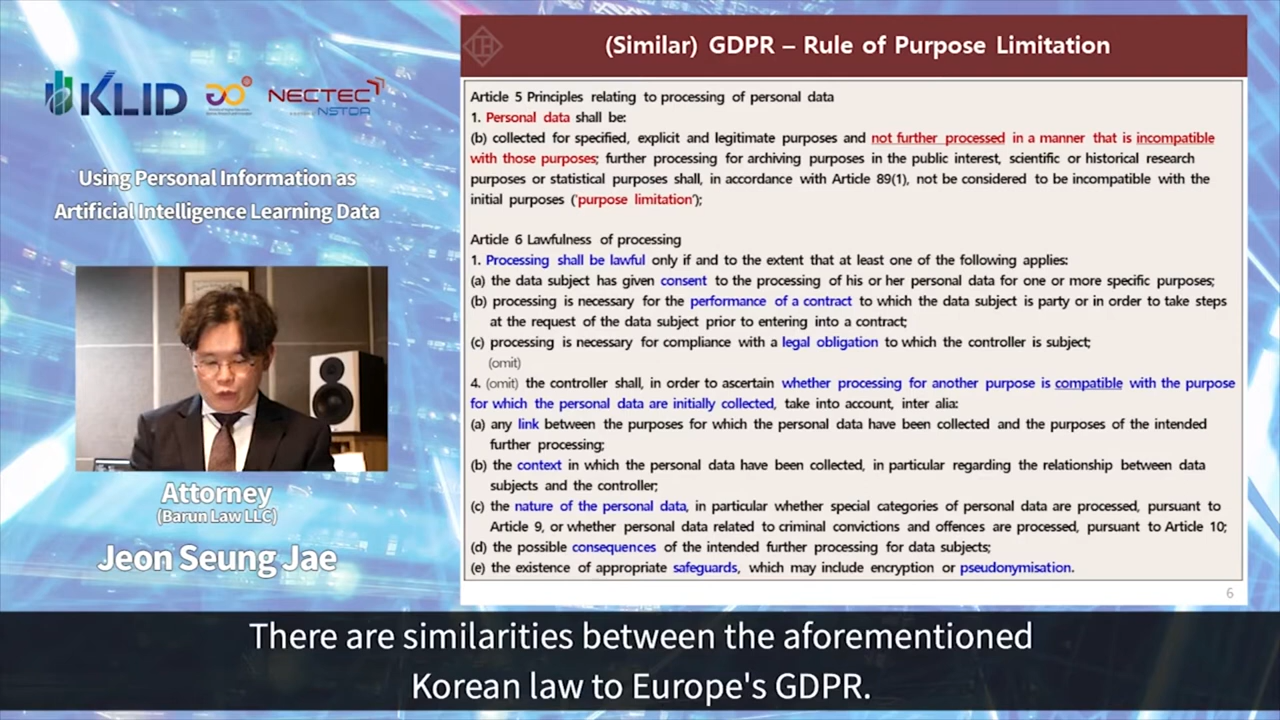 KLID
NECTEC
NSTDA
Using Personal Information as
Artificial Intelligence Learning Data
Attorney
(Barun Law LLC)
Jeon Seung Jae
(Similar) GDPR – Rule of Purpose Limitation
Article 5 Principles relating to processing of personal data
1. Personal data shall be:
(b) collected for specified, explicit and legitimate purposes and not further processed in a manner that is incompatible
with those purposes; further processing for archiving purposes in the public interest, scientific or historical research
purposes or statistical purposes shall, in accordance with Article 89(1), not be considered to be incompatible with the
initial purposes ('purpose limitation');
Article 6 Lawfulness of processing
1. Processing shall be lawful only if and to the extent that at least one of the following applies:
(a) the data subject has given consent to the processing of his or her personal data for one or more specific purposes;
(b) processing is necessary for the performance of a contract to which the data subject is party or in order to take steps
at the request of the data subject prior to entering into a contract;
(c) processing is necessary for compliance with a legal obligation to which the controller is subject;
(omit)
4. (omit) the controller shall, in order to ascertain whether processing for another purpose is compatible with the purpose
for which the personal data are initially collected, take into account, inter alia:
(a) any link between the purposes for which the personal data have been collected and the purposes of the intended
further processing;
(b) the context in which the personal data have been collected, in particular regarding the relationship between data
subjects and the controller;
(c) the nature of the personal data, in particular whether special categories of personal data are processed, pursuant to
Article 9, or whether personal data related to criminal convictions and offences are processed, pursuant to Article 10;
(d) the possible consequences of the intended further processing for data subjects;
(e) the existence of appropriate safeguards, which may include encryption or pseudonymisation.
6
There are similarities between the aforementioned
Korean law to Europe's GDPR.